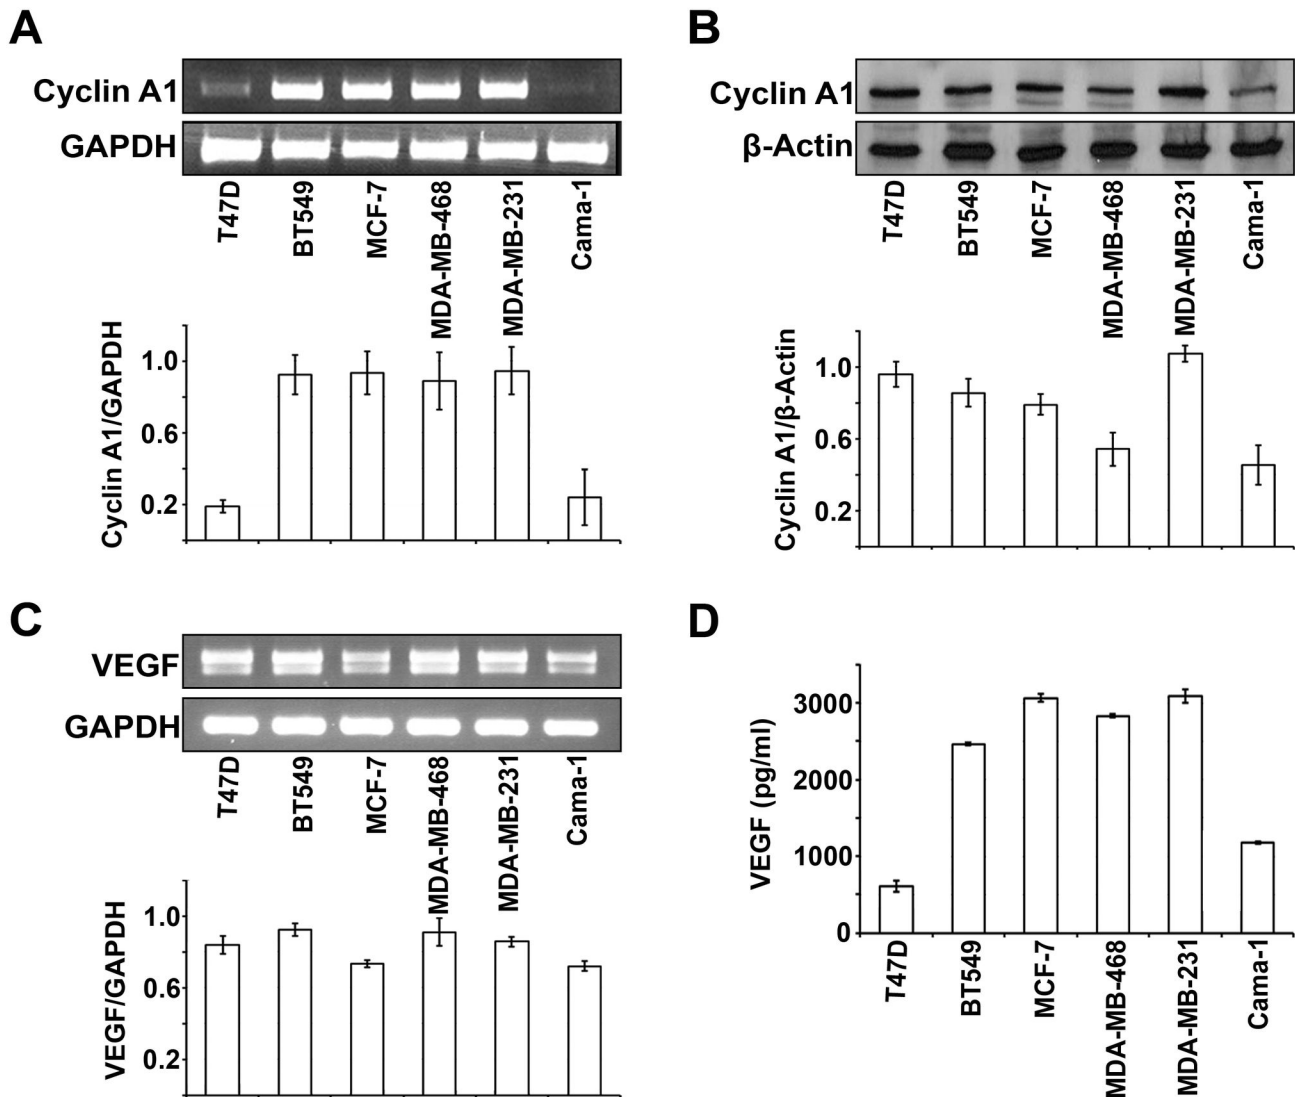 A
Cyclin A1
GAPDH
T47D
BT549
MCF-7
MDA-MB-468
MDA-MB-231
Cama-1
Cyclin A1/GAPDH
1.0
0.6
0.2
B
Cyclin A1
β-Actin
T47D
BT549
MCF-7
MDA-MB-468
MDA-MB-231
Cama-1
Cyclin A1/β-Actin
1.0
0.6
0.2
C
VEGF
GAPDH
T47D
BT549
MCF-7
MDA-MB-468
MDA-MB-231
Cama-1
VEGF/GAPDH
1.0
0.6
0.2
D
VEGF (pg/ml)
3000
2000
1000
0
T47D
BT549
MCF-7
MDA-MB-468
MDA-MB-231
Cama-1